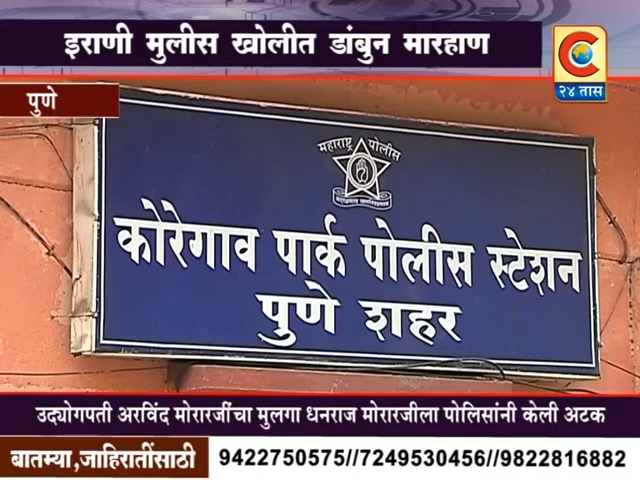 इराणी मुलीस खोलीत डांबुन मारहाण
२४ तास
पुणे
महाराष्ट्र पोलीस
कोरेगाव पार्क पोलीस स्टेशन
पुणे शहर
उद्योगपती अरविंद मोरारजींचा मुलगा धनराज मोरारजीला पोलिसांनी केली अटक
बातम्या,जाहिरातींसाठी
9422750575//7249530456//9822816882